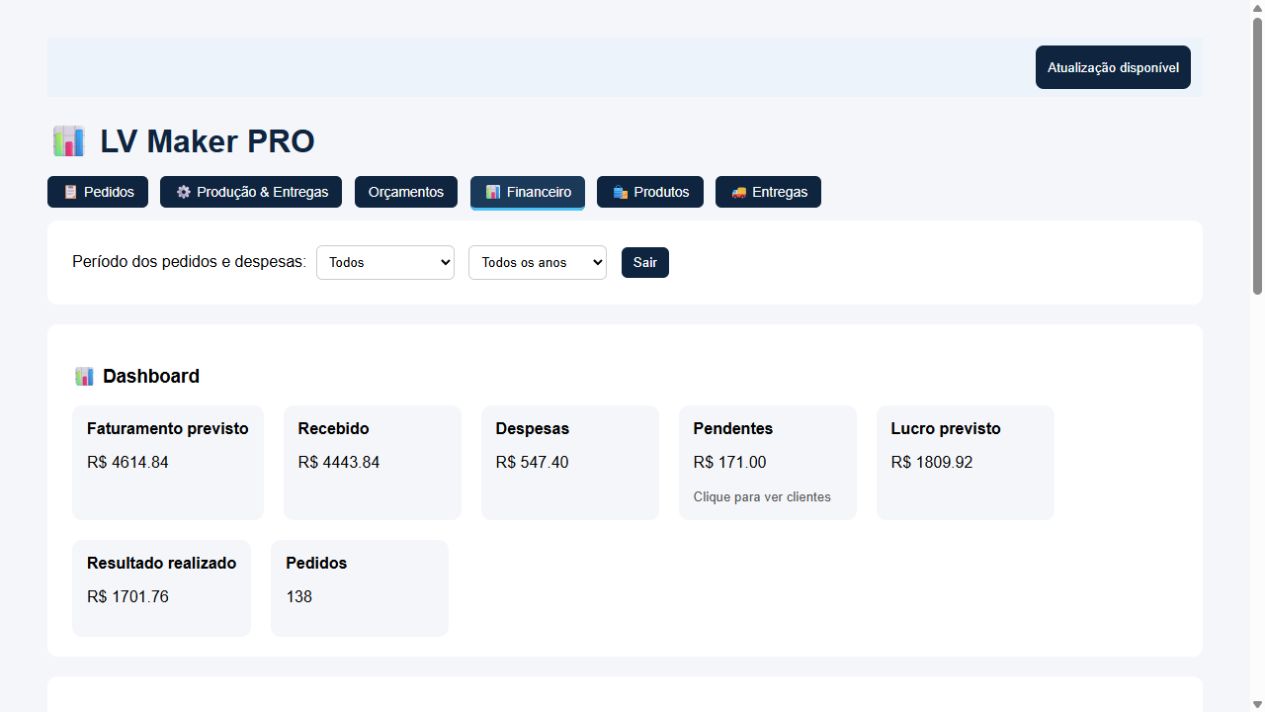 Atualização disponível
LV Maker PRO
Pedidos
Produção & Entregas
Orçamentos
Financeiro
Produtos
Entregas
Período dos pedidos e despesas: Todos Todos os anos Sair
Dashboard
Faturamento previsto
R$ 4614.84
Recebido
R$ 4443.84
Despesas
R$ 547.40
Pendentes
R$ 171.00
Clique para ver clientes
Lucro previsto
R$ 1809.92
Resultado realizado
R$ 1701.76
Pedidos
138